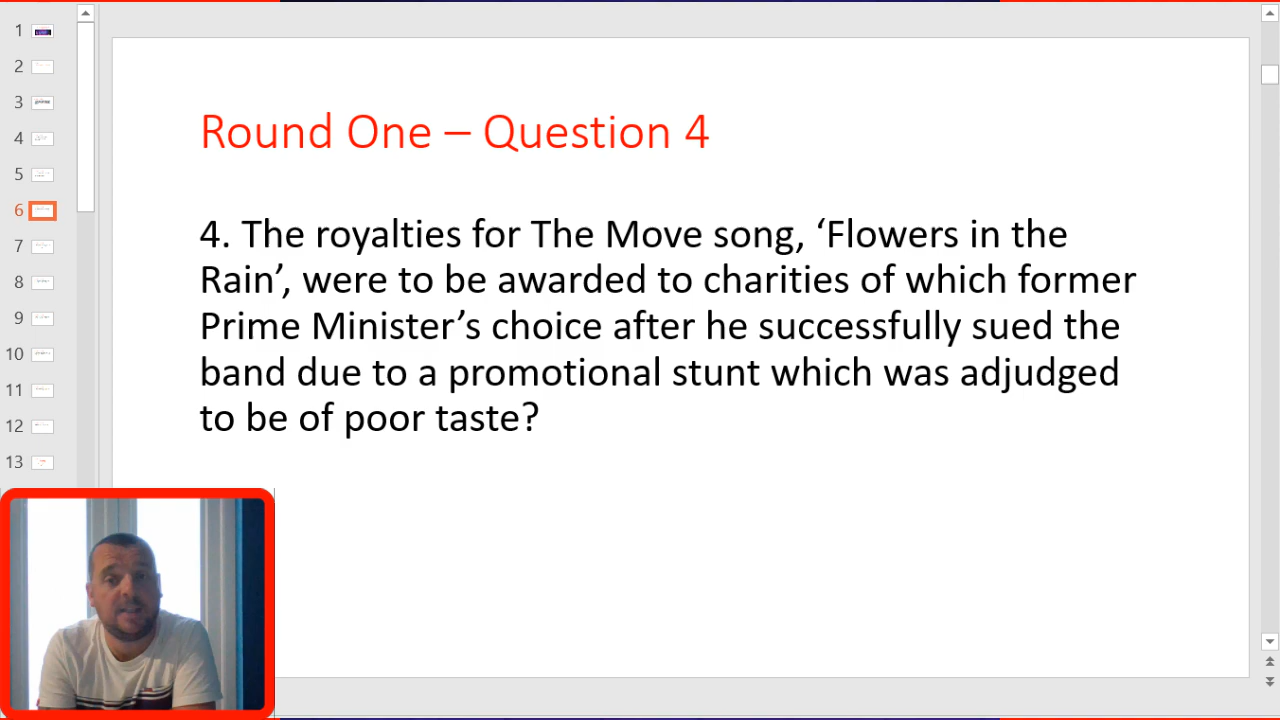 1
2
3
4
5
6
7
8
9
10
11
12
13
Round One – Question 4
4. The royalties for The Move song, ‘Flowers in the
Rain’, were to be awarded to charities of which former
Prime Minister’s choice after he successfully sued the
band due to a promotional stunt which was adjudged
to be of poor taste?